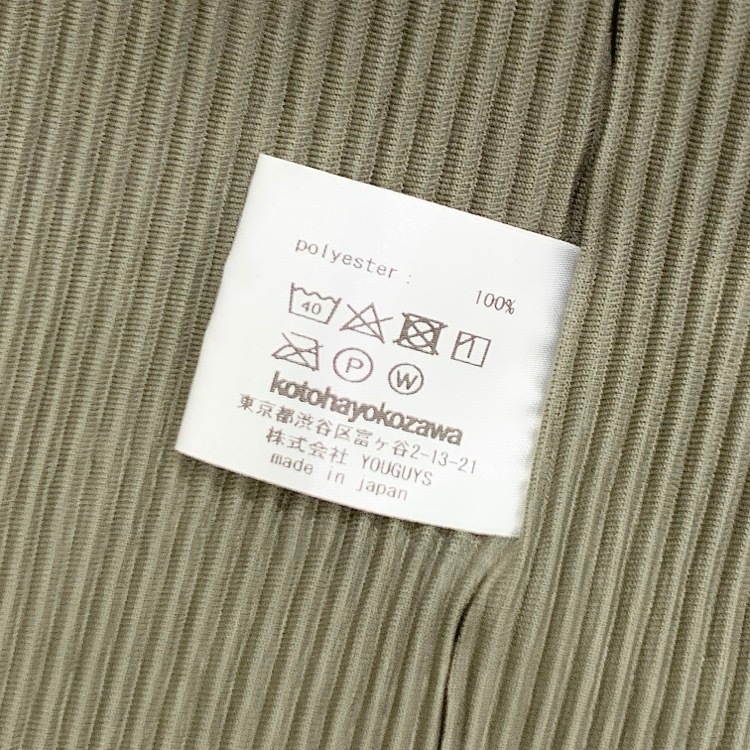 polyester: 100%
40
P W
kotohayokozawa
東京都渋谷区富ヶ谷2-13-21
株式会社 YOUGUYS
made in japan